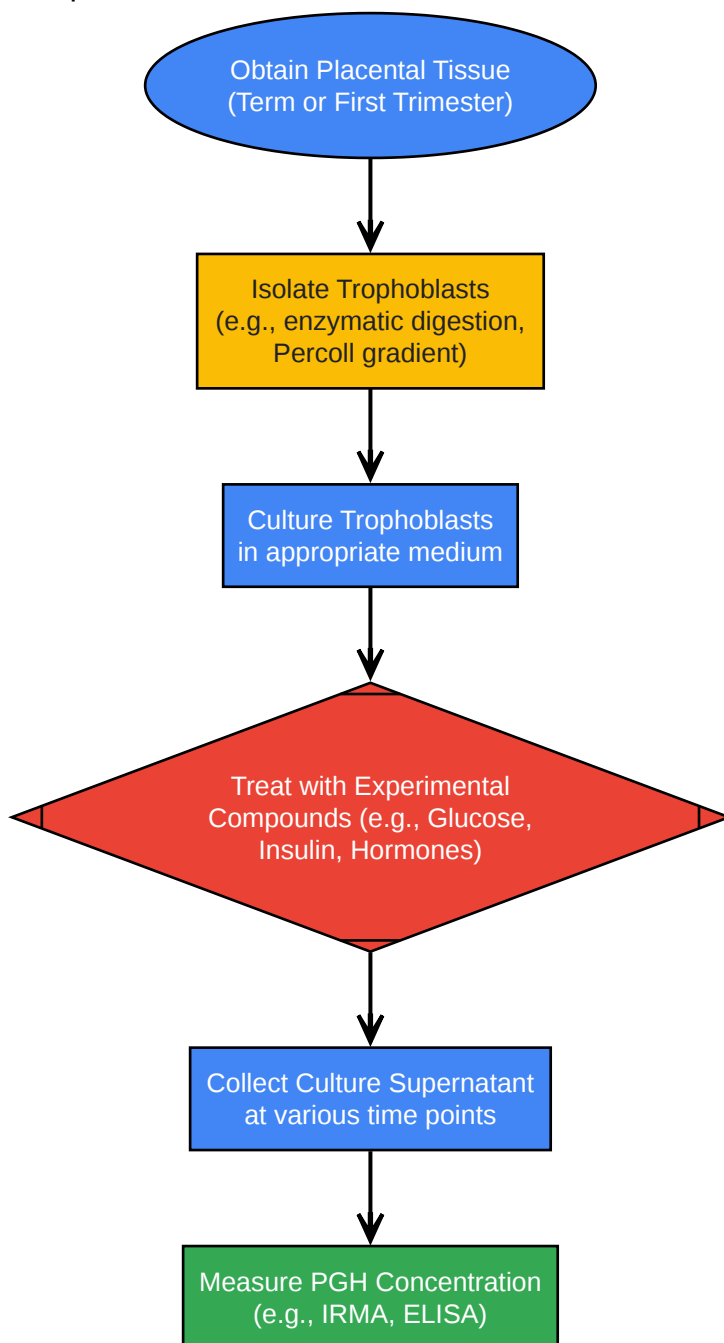 Obtain Placental Tissue
(Term or First Trimester)
Isolate Trophoblasts
(e.g., enzymatic digestion,
Percoll gradient)
Culture Trophoblasts
in appropriate medium
Treat with Experimental
Compounds (e.g., Glucose,
Insulin, Hormones)
Collect Culture Supernatant
at various time points
Measure PGH Concentration
(e.g., IRMA, ELISA)